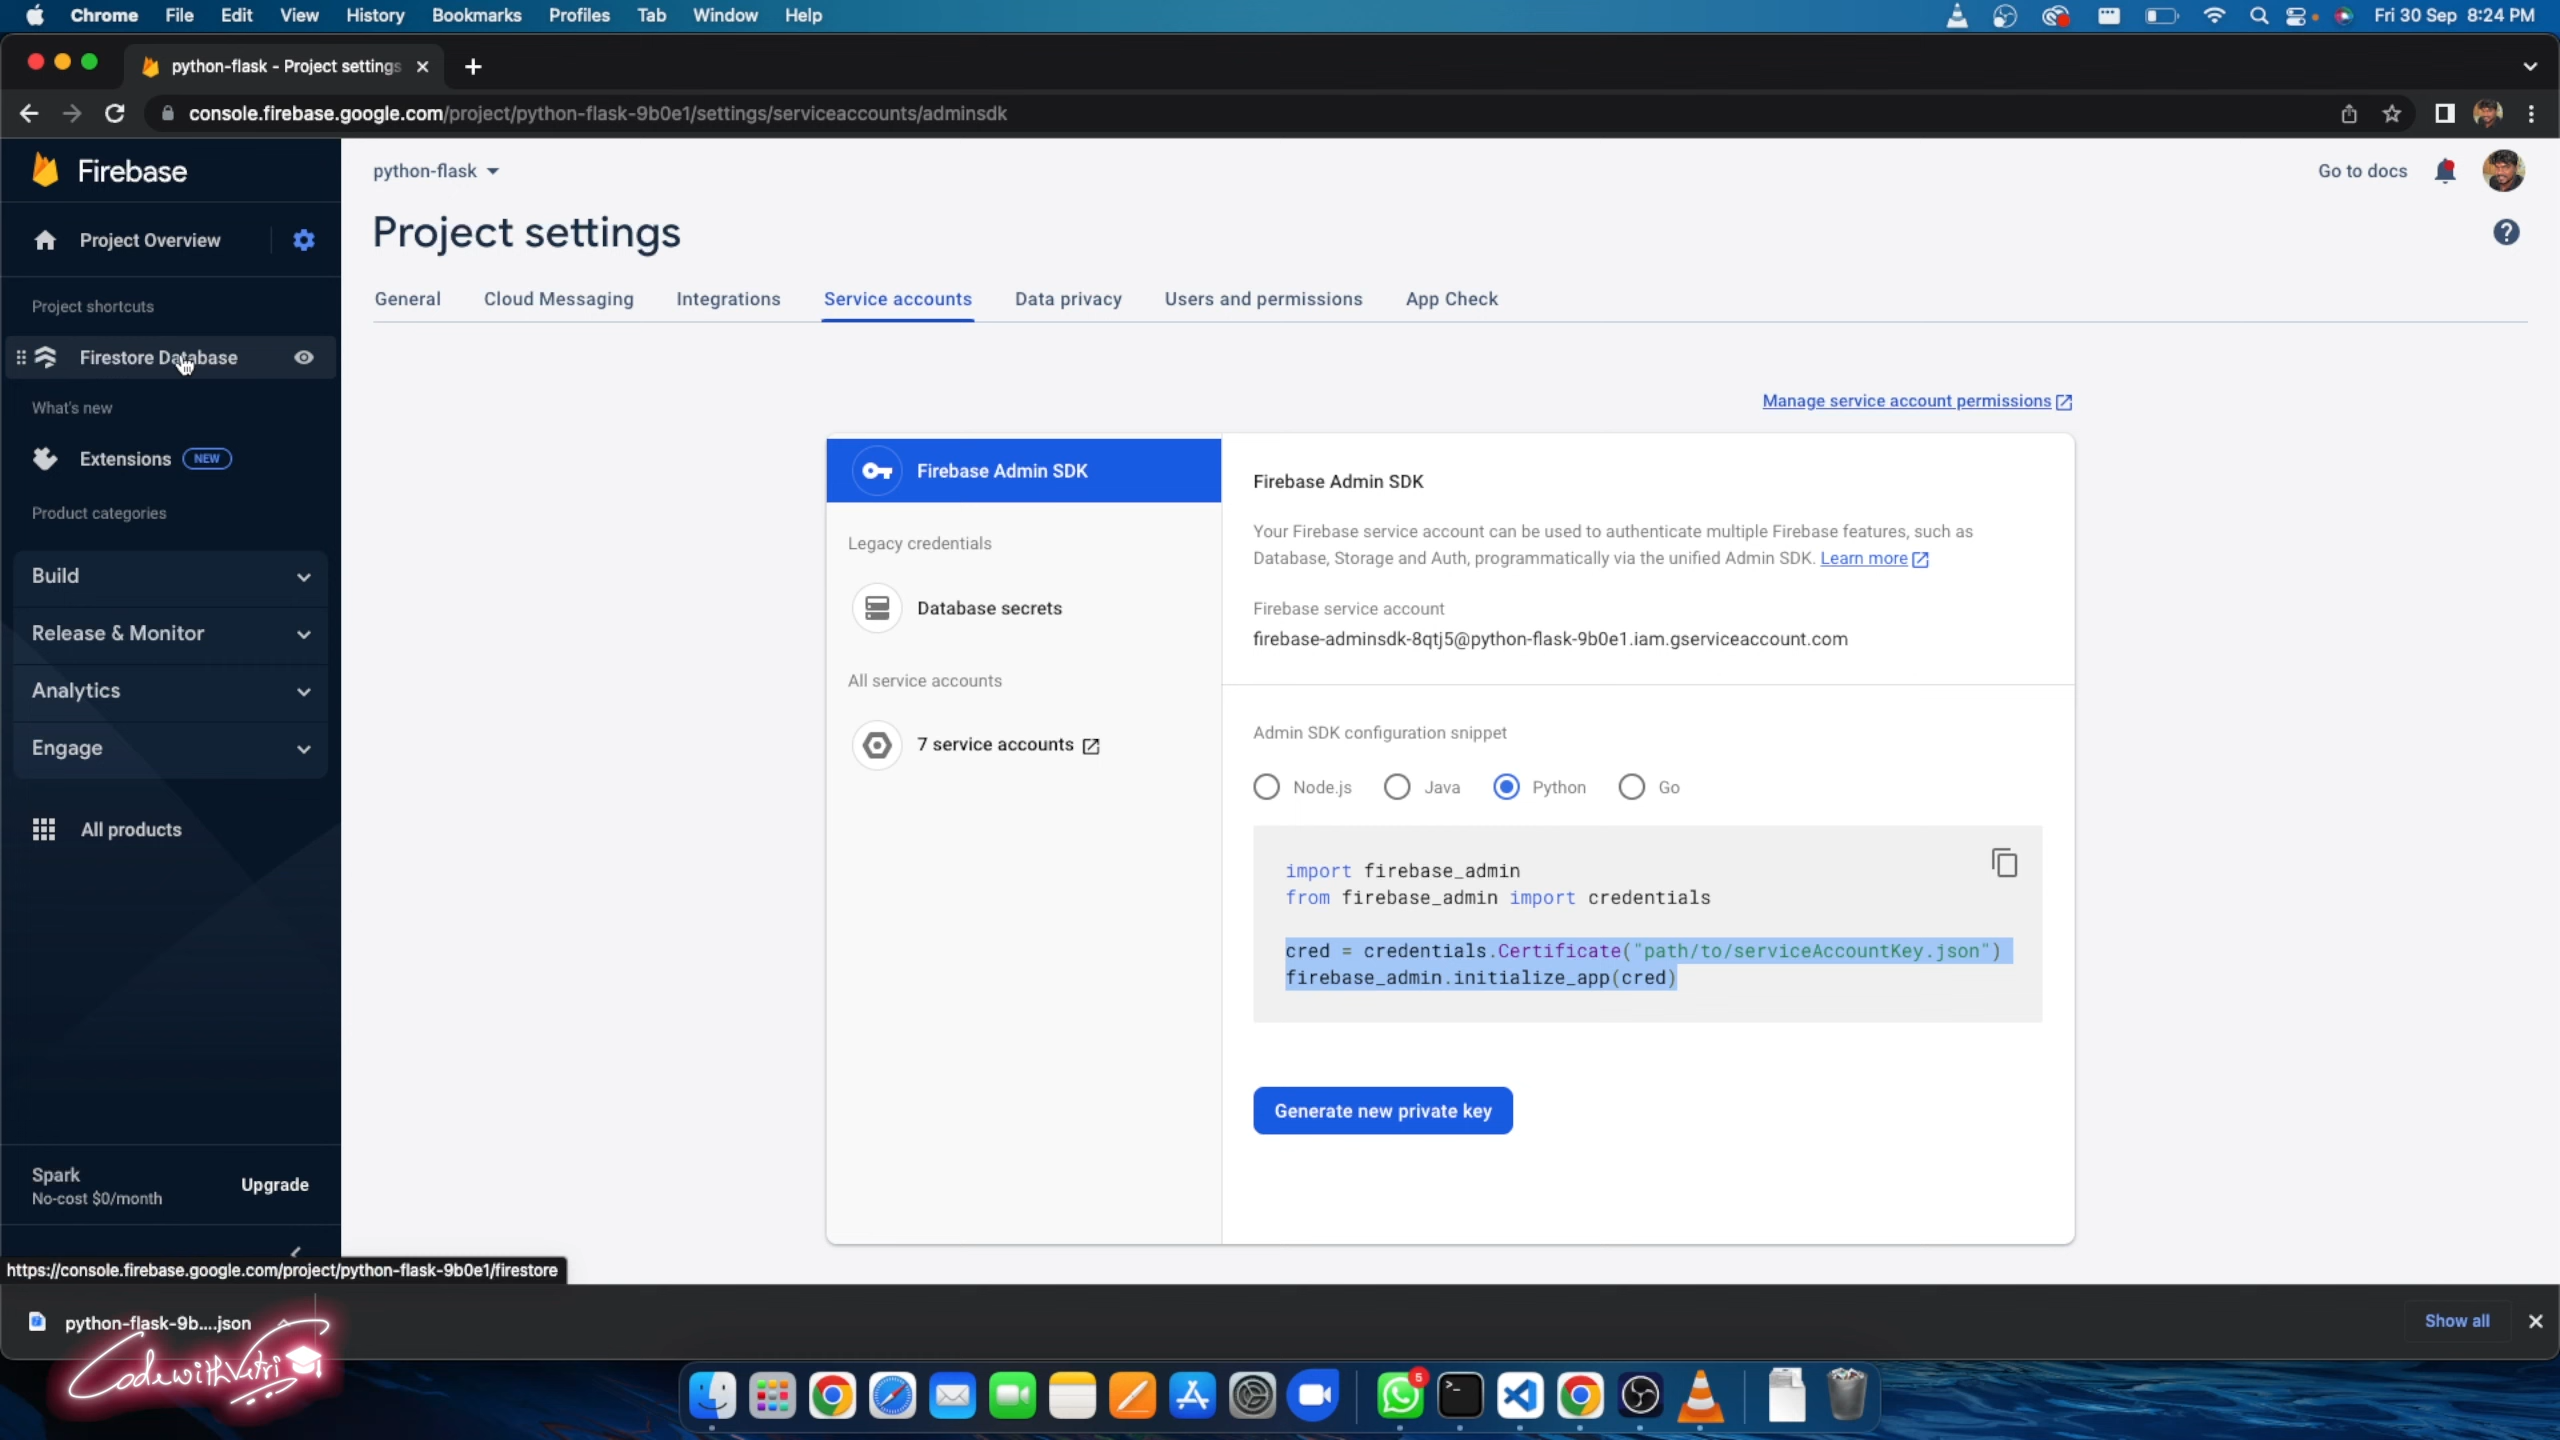 Chrome File Edit View History Bookmarks Profiles Tab Window Help Fri 30 Sep 8:24 PM
python-flask - Project settings
console.firebase.google.com/project/python-flask-9b0e1/settings/serviceaccounts/adminsdk
Firebase
python-flask
Go to docs
Project Overview
Project settings
Project shortcuts
General Cloud Messaging Integrations Service accounts Data privacy Users and permissions App Check
Firestore Database
What's new
Manage service account permissions
Extensions NEW
Firebase Admin SDK
Firebase Admin SDK
Product categories
Your Firebase service account can be used to authenticate multiple Firebase features, such as
Database, Storage and Auth, programmatically via the unified Admin SDK. Learn more
Legacy credentials
Build
Database secrets
Firebase service account
firebase-adminsdk-8qtj5@python-flask-9b0e1.iam.gserviceaccount.com
Release & Monitor
All service accounts
Analytics
7 service accounts
Admin SDK configuration snippet
Engage
Node.js Java Python Go
All products
import firebase_admin
from firebase_admin import credentials
cred = credentials.Certificate("path/to/serviceAccountKey.json")
firebase_admin.initialize_app(cred)
Generate new private key
Spark
No-cost $0/month
Upgrade
https://console.firebase.google.com/project/python-flask-9b0e1/firestore
python-flask-9b....json
Show all
CodewithVetri
5